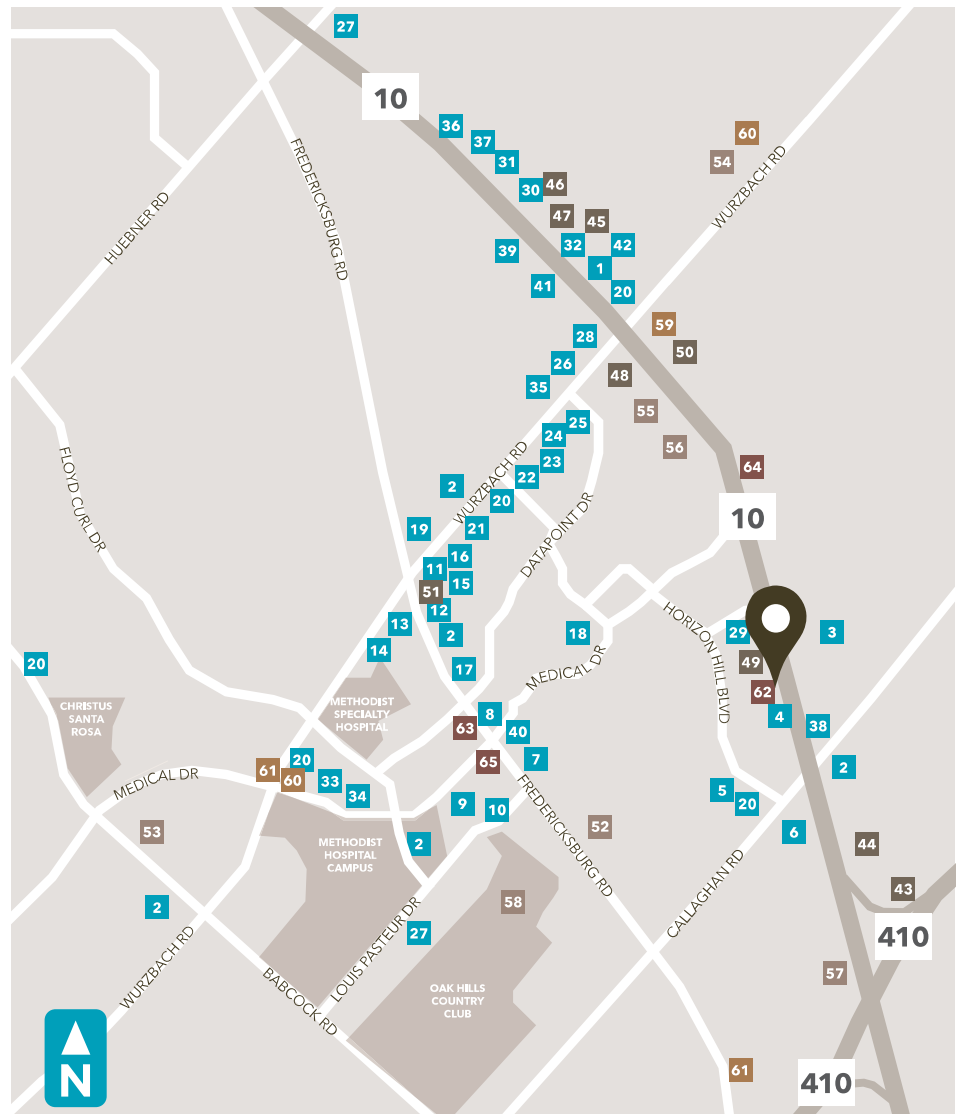 27
10
36
60
37
FREDERICKSBURG RD
31
54
WURZBACH RD
30
46
HUEBNER RD
47
45
39
32
42
1
41
20
59
28
50
26
48
35
55
25
24
56
23
64
FLOYD CURL DR
WURZBACH RD
22
2
20
10
19
21
DATAPOINT DR
16
11
15
51
12
HORIZON HILL BLVD
13
2
18
29
3
14
MEDICAL DR
49
20
17
62
CHRISTUS
SANTA
ROSA
METHODIST
SPECIALTY
HOSPITAL
8
4
63
40
38
61
20
65
7
2
MEDICAL DR
60
33
34
5
9
10
20
FREDERICKSBURG RD
53
52
6
METHODIST
HOSPITAL
CAMPUS
2
44
CALLAGHAN RD
43
2
58
LOUIS PASTEUR DR
27
410
WURZBACH RD
57
BABCOCK RD
OAK HILLS
COUNTRY
CLUB
N
61
410